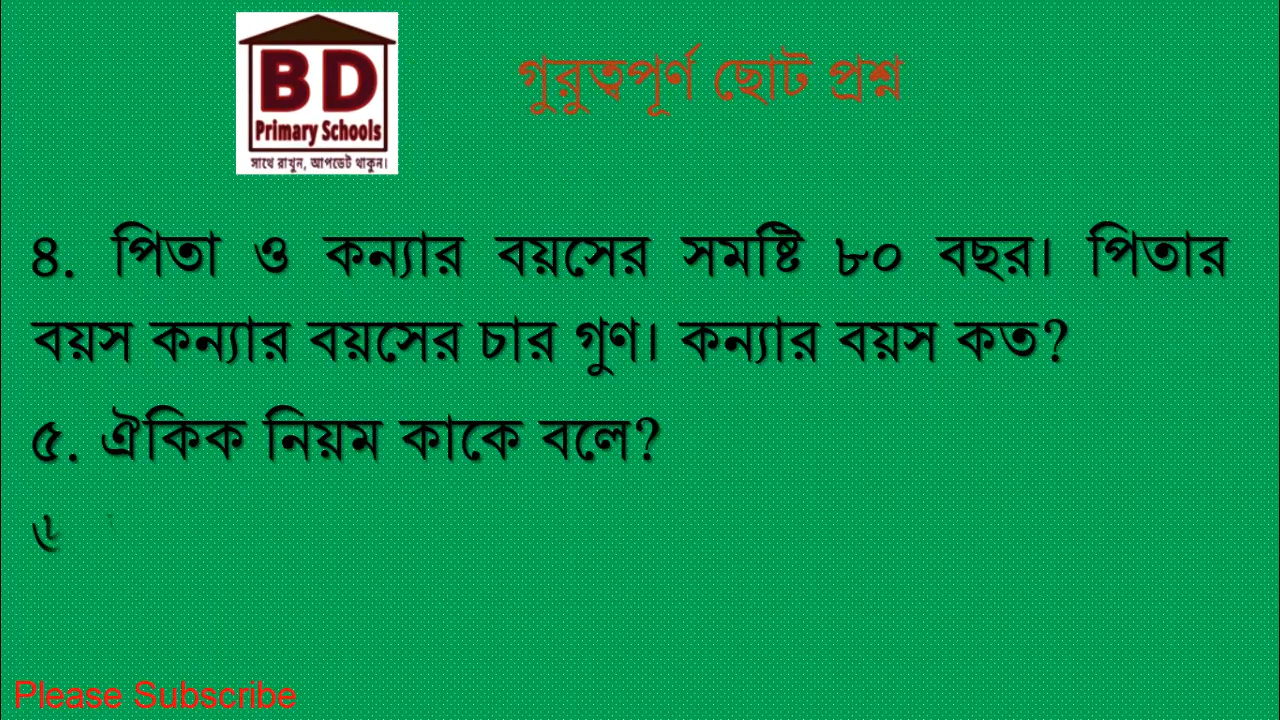 BD
Primary Schools
সাথে রাখুন, আপডেট থাকুন।
গুরুত্বপূর্ণ ছোট প্রশ্ন
৪. পিতা ও কন্যার বয়সের সমষ্টি ৮০ বছর। পিতার
বয়স কন্যার বয়সের চার গুণ। কন্যার বয়স কত?
৫. ঐকিক নিয়ম কাকে বলে?
৬
Please Subscribe